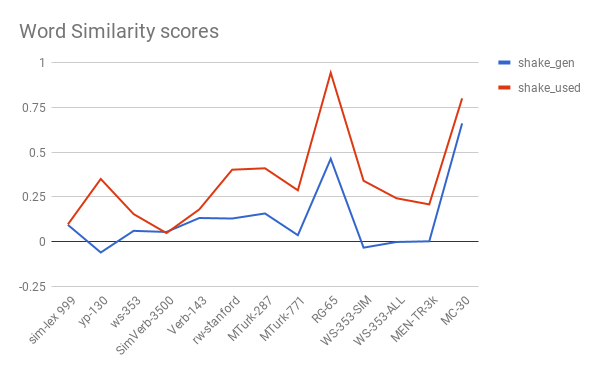 Word Similarity scores
shake_gen
shake_used
1
0.75
0.5
0.25
0
-0.25
sim-lex 999
yp-130
ws-353
SimVerb-3500
Verb-143
rw-stanford
MTurk-287
MTurk-771
RG-65
WS-353-SIM
WS-353-ALL
MEN-TR-3k
MC-30